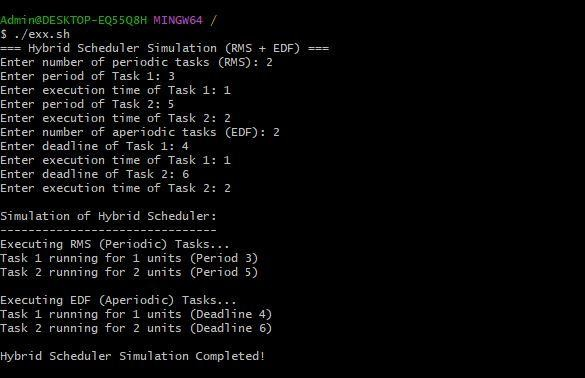 Admin@DESKTOP-EQ55Q8H MINGW64 /
$ ./exx.sh
=== Hybrid Scheduler Simulation (RMS + EDF) ===
Enter number of periodic tasks (RMS): 2
Enter period of Task 1: 3
Enter execution time of Task 1: 1
Enter period of Task 2: 5
Enter execution time of Task 2: 2
Enter number of aperiodic tasks (EDF): 2
Enter deadline of Task 1: 4
Enter execution time of Task 1: 1
Enter deadline of Task 2: 6
Enter execution time of Task 2: 2
Simulation of Hybrid Scheduler:
-------------------------------
Executing RMS (Periodic) Tasks...
Task 1 running for 1 units (Period 3)
Task 2 running for 2 units (Period 5)
Executing EDF (Aperiodic) Tasks...
Task 1 running for 1 units (Deadline 4)
Task 2 running for 2 units (Deadline 6)
Hybrid Scheduler Simulation Completed!